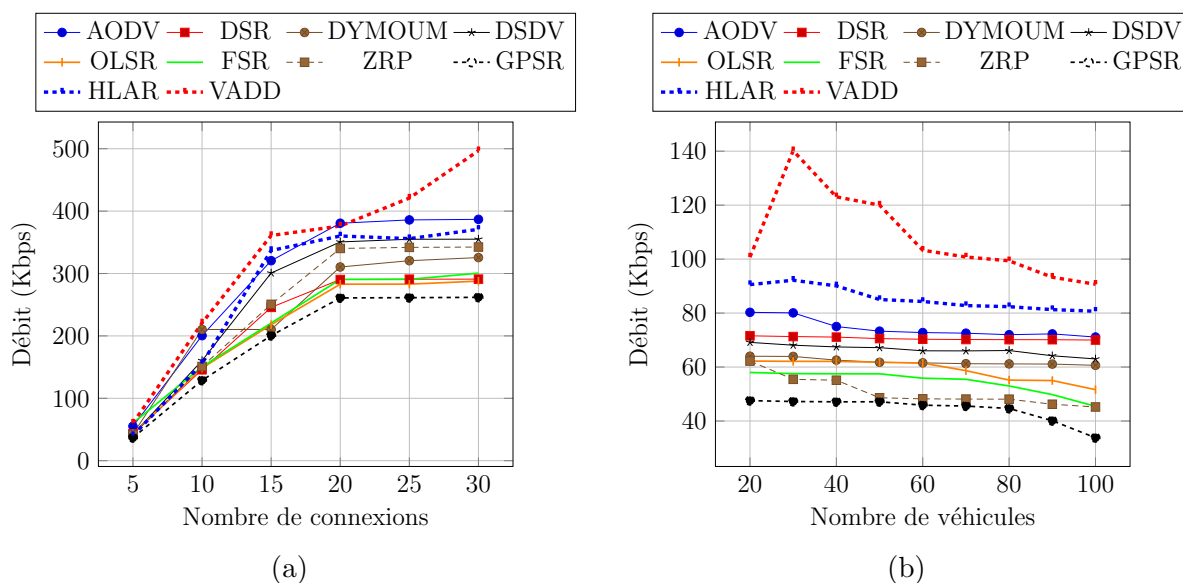 AODV DSR DYMOUM DSDV
OLSR FSR ZRP GPSR
HLAR VADD
500
400
300
200
100
0
5 10 15 20 25 30
Débit (Kbps)
Nombre de connexions
(a)
AODV DSR DYMOUM DSDV
OLSR FSR ZRP GPSR
HLAR VADD
140
120
100
80
60
40
20 40 60 80 100
Débit (Kbps)
Nombre de véhicules
(b)